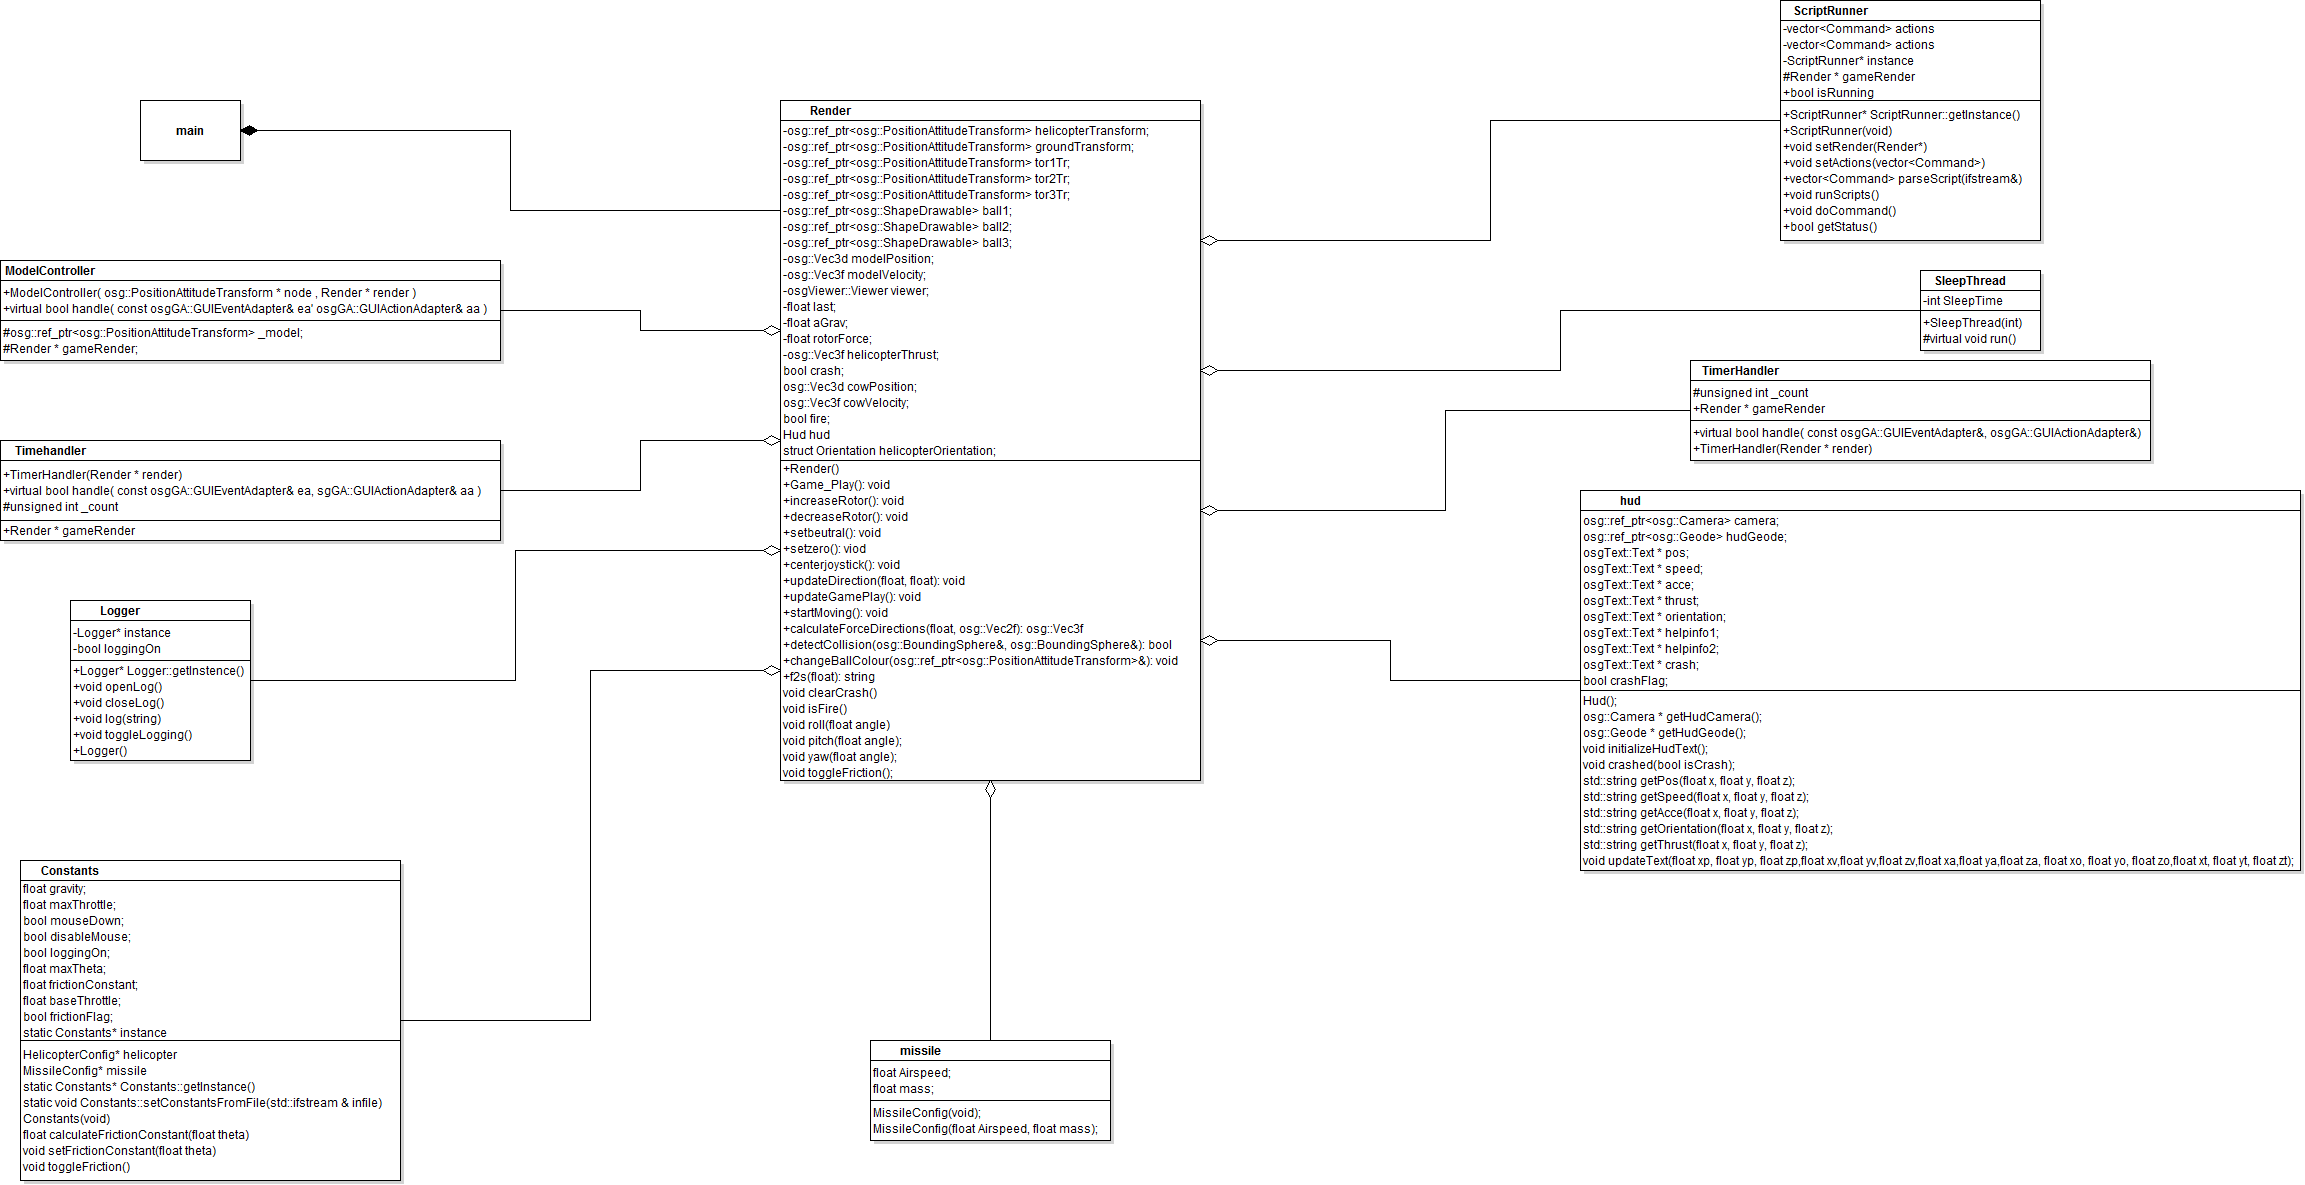 main
ModelController
+ModelController( osg::PositionAttitudeTransform * node , Render * render )
+virtual bool handle( const osgGA::GUIEventAdapter& ea' osgGA::GUIActionAdapter& aa )
#osg::ref_ptr<osg::PositionAttitudeTransform> _model;
#Render * gameRender;
Timehandler
+TimerHandler(Render * render)
+virtual bool handle( const osgGA::GUIEventAdapter& ea, sgGA::GUIActionAdapter& aa )
#unsigned int _count
+Render * gameRender
Logger
-Logger* instance
-bool loggingOn
+Logger* Logger::getInstence()
+void openLog()
+void closeLog()
+void log(string)
+void toggleLogging()
+Logger()
Constants
float gravity;
float maxThrottle;
bool mouseDown;
bool disableMouse;
bool loggingOn;
float maxTheta;
float frictionConstant;
float baseThrottle;
bool frictionFlag;
static Constants* instance
HelicopterConfig* helicopter
MissileConfig* missile
static Constants* Constants::getInstance()
static void Constants::setConstantsFromFile(std::ifstream & infile)
Constants(void)
float calculateFrictionConstant(float theta)
void setFrictionConstant(float theta)
void toggleFriction()
Render
-osg::ref_ptr<osg::PositionAttitudeTransform> helicopterTransform;
-osg::ref_ptr<osg::PositionAttitudeTransform> groundTransform;
-osg::ref_ptr<osg::PositionAttitudeTransform> tor1Tr;
-osg::ref_ptr<osg::PositionAttitudeTransform> tor2Tr;
-osg::ref_ptr<osg::PositionAttitudeTransform> tor3Tr;
-osg::ref_ptr<osg::ShapeDrawable> ball1;
-osg::ref_ptr<osg::ShapeDrawable> ball2;
-osg::ref_ptr<osg::ShapeDrawable> ball3;
-osg::Vec3d modelPosition;
-osg::Vec3f modelVelocity;
-osgViewer::Viewer viewer;
-float last;
-float aGrav;
-float rotorForce;
-osg::Vec3f helicopterThrust;
bool crash;
osg::Vec3d cowPosition;
osg::Vec3f cowVelocity;
bool fire;
Hud hud
struct Orientation helicopterOrientation;
+Render()
+Game_Play(): void
+increaseRotor(): void
+decreaseRotor(): void
+setbeutral(): void
+setzero(): viod
+centerjoystick(): void
+updateDirection(float, float): void
+updateGamePlay(): void
+startMoving(): void
+calculateForceDirections(float, osg::Vec2f): osg::Vec3f
+detectCollision(osg::BoundingSphere&, osg::BoundingSphere&): bool
+changeBallColour(osg::ref_ptr<osg::PositionAttitudeTransform>&): void
+f2s(float): string
void clearCrash()
void isFire()
void roll(float angle)
void pitch(float angle);
void yaw(float angle);
void toggleFriction();
missile
float Airspeed;
float mass;
MissileConfig(void);
MissileConfig(float Airspeed, float mass);
ScriptRunner
-vector<Command> actions
-vector<Command> actions
-ScriptRunner* instance
#Render * gameRender
+bool isRunning
+ScriptRunner* ScriptRunner::getInstance()
+ScriptRunner(void)
+void setRender(Render*)
+void setActions(vector<Command>)
+vector<Command> parseScript(ifstream&)
+void runScripts()
+void doCommand()
+bool getStatus()
SleepThread
-int SleepTime
+SleepThread(int)
#virtual void run()
TimerHandler
#unsigned int _count
+Render * gameRender
+virtual bool handle( const osgGA::GUIEventAdapter&, osgGA::GUIActionAdapter&)
+TimerHandler(Render * render)
hud
osg::ref_ptr<osg::Camera> camera;
osg::ref_ptr<osg::Geode> hudGeode;
osgText::Text * pos;
osgText::Text * speed;
osgText::Text * acce;
osgText::Text * thrust;
osgText::Text * orientation;
osgText::Text * helpinfo1;
osgText::Text * helpinfo2;
osgText::Text * crash;
bool crashFlag;
Hud();
osg::Camera * getHudCamera();
osg::Geode * getHudGeode();
void initializeHudText();
void crashed(bool isCrash);
std::string getPos(float x, float y, float z);
std::string getSpeed(float x, float y, float z);
std::string getAcce(float x, float y, float z);
std::string getOrientation(float x, float y, float z);
std::string getThrust(float x, float y, float z);
void updateText(float xp, float yp, float zp,float xv,float yv,float zv,float xa,float ya,float za, float xo, float yo, float zo,float xt, float yt, float zt);